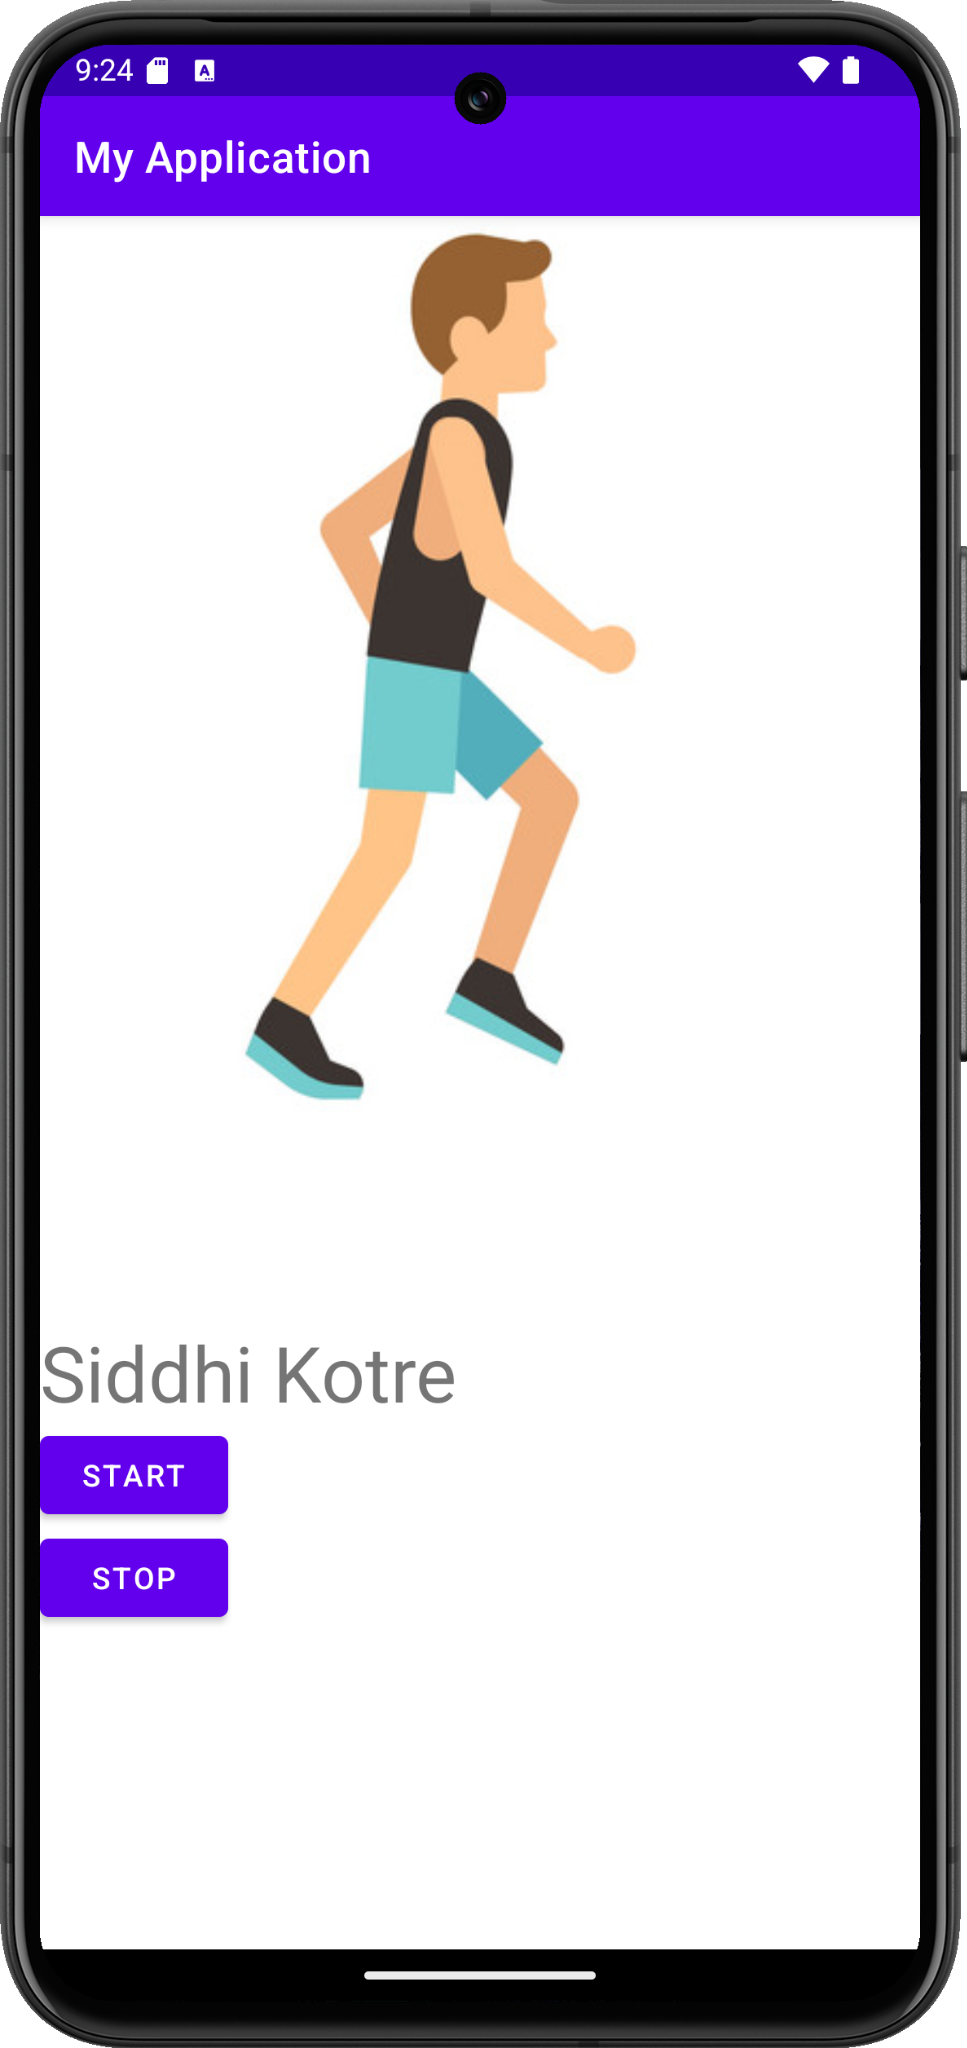 9:24
My Application
Siddhi Kotre
START
STOP